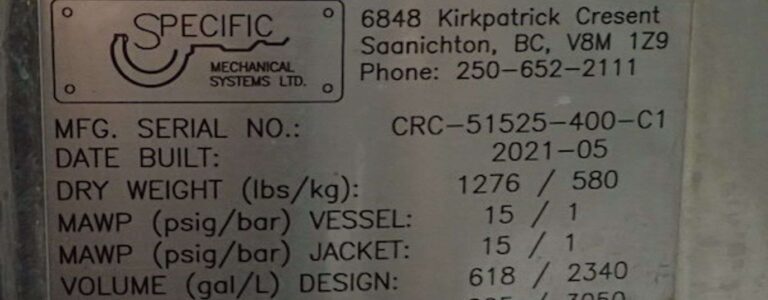 SPECIFIC
MECHANICAL
SYSTEMS LTD.
6848 Kirkpatrick Cresent
Saanichton, BC, V8M 1Z9
Phone: 250-652-2111
MFG. SERIAL NO.: CRC-51525-400-C1
DATE BUILT: 2021-05
DRY WEIGHT (lbs/kg): 1276 / 580
MAWP (psig/bar) VESSEL: 15 / 1
MAWP (psig/bar) JACKET: 15 / 1
VOLUME (gal/L) DESIGN: 618 / 2340